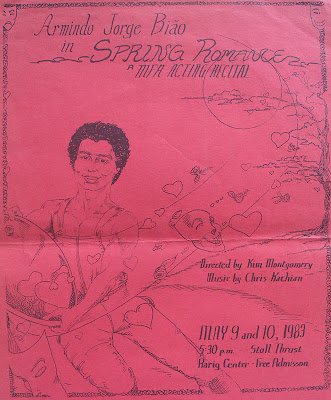 Armindo Jorge Bião
in SPRING ROMANCE
A MFA ACTING/RECITAL
Directed by Kim Montgomery
Music by Chris Kachian
MAY 9 and 10, 1983
5:30 p.m. Stoll Thrust
Rarig Center - Free Admisson